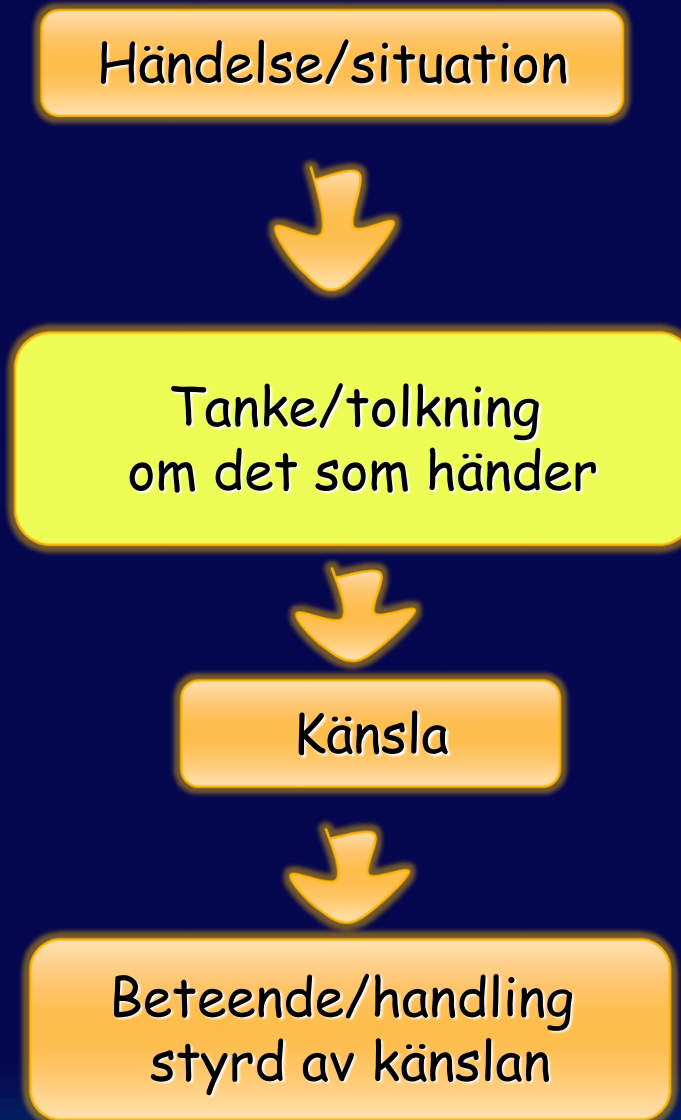 Händelse/situation
Tanke/tolkning
om det som händer
Känsla
Beteende/handling
styrd av känslan